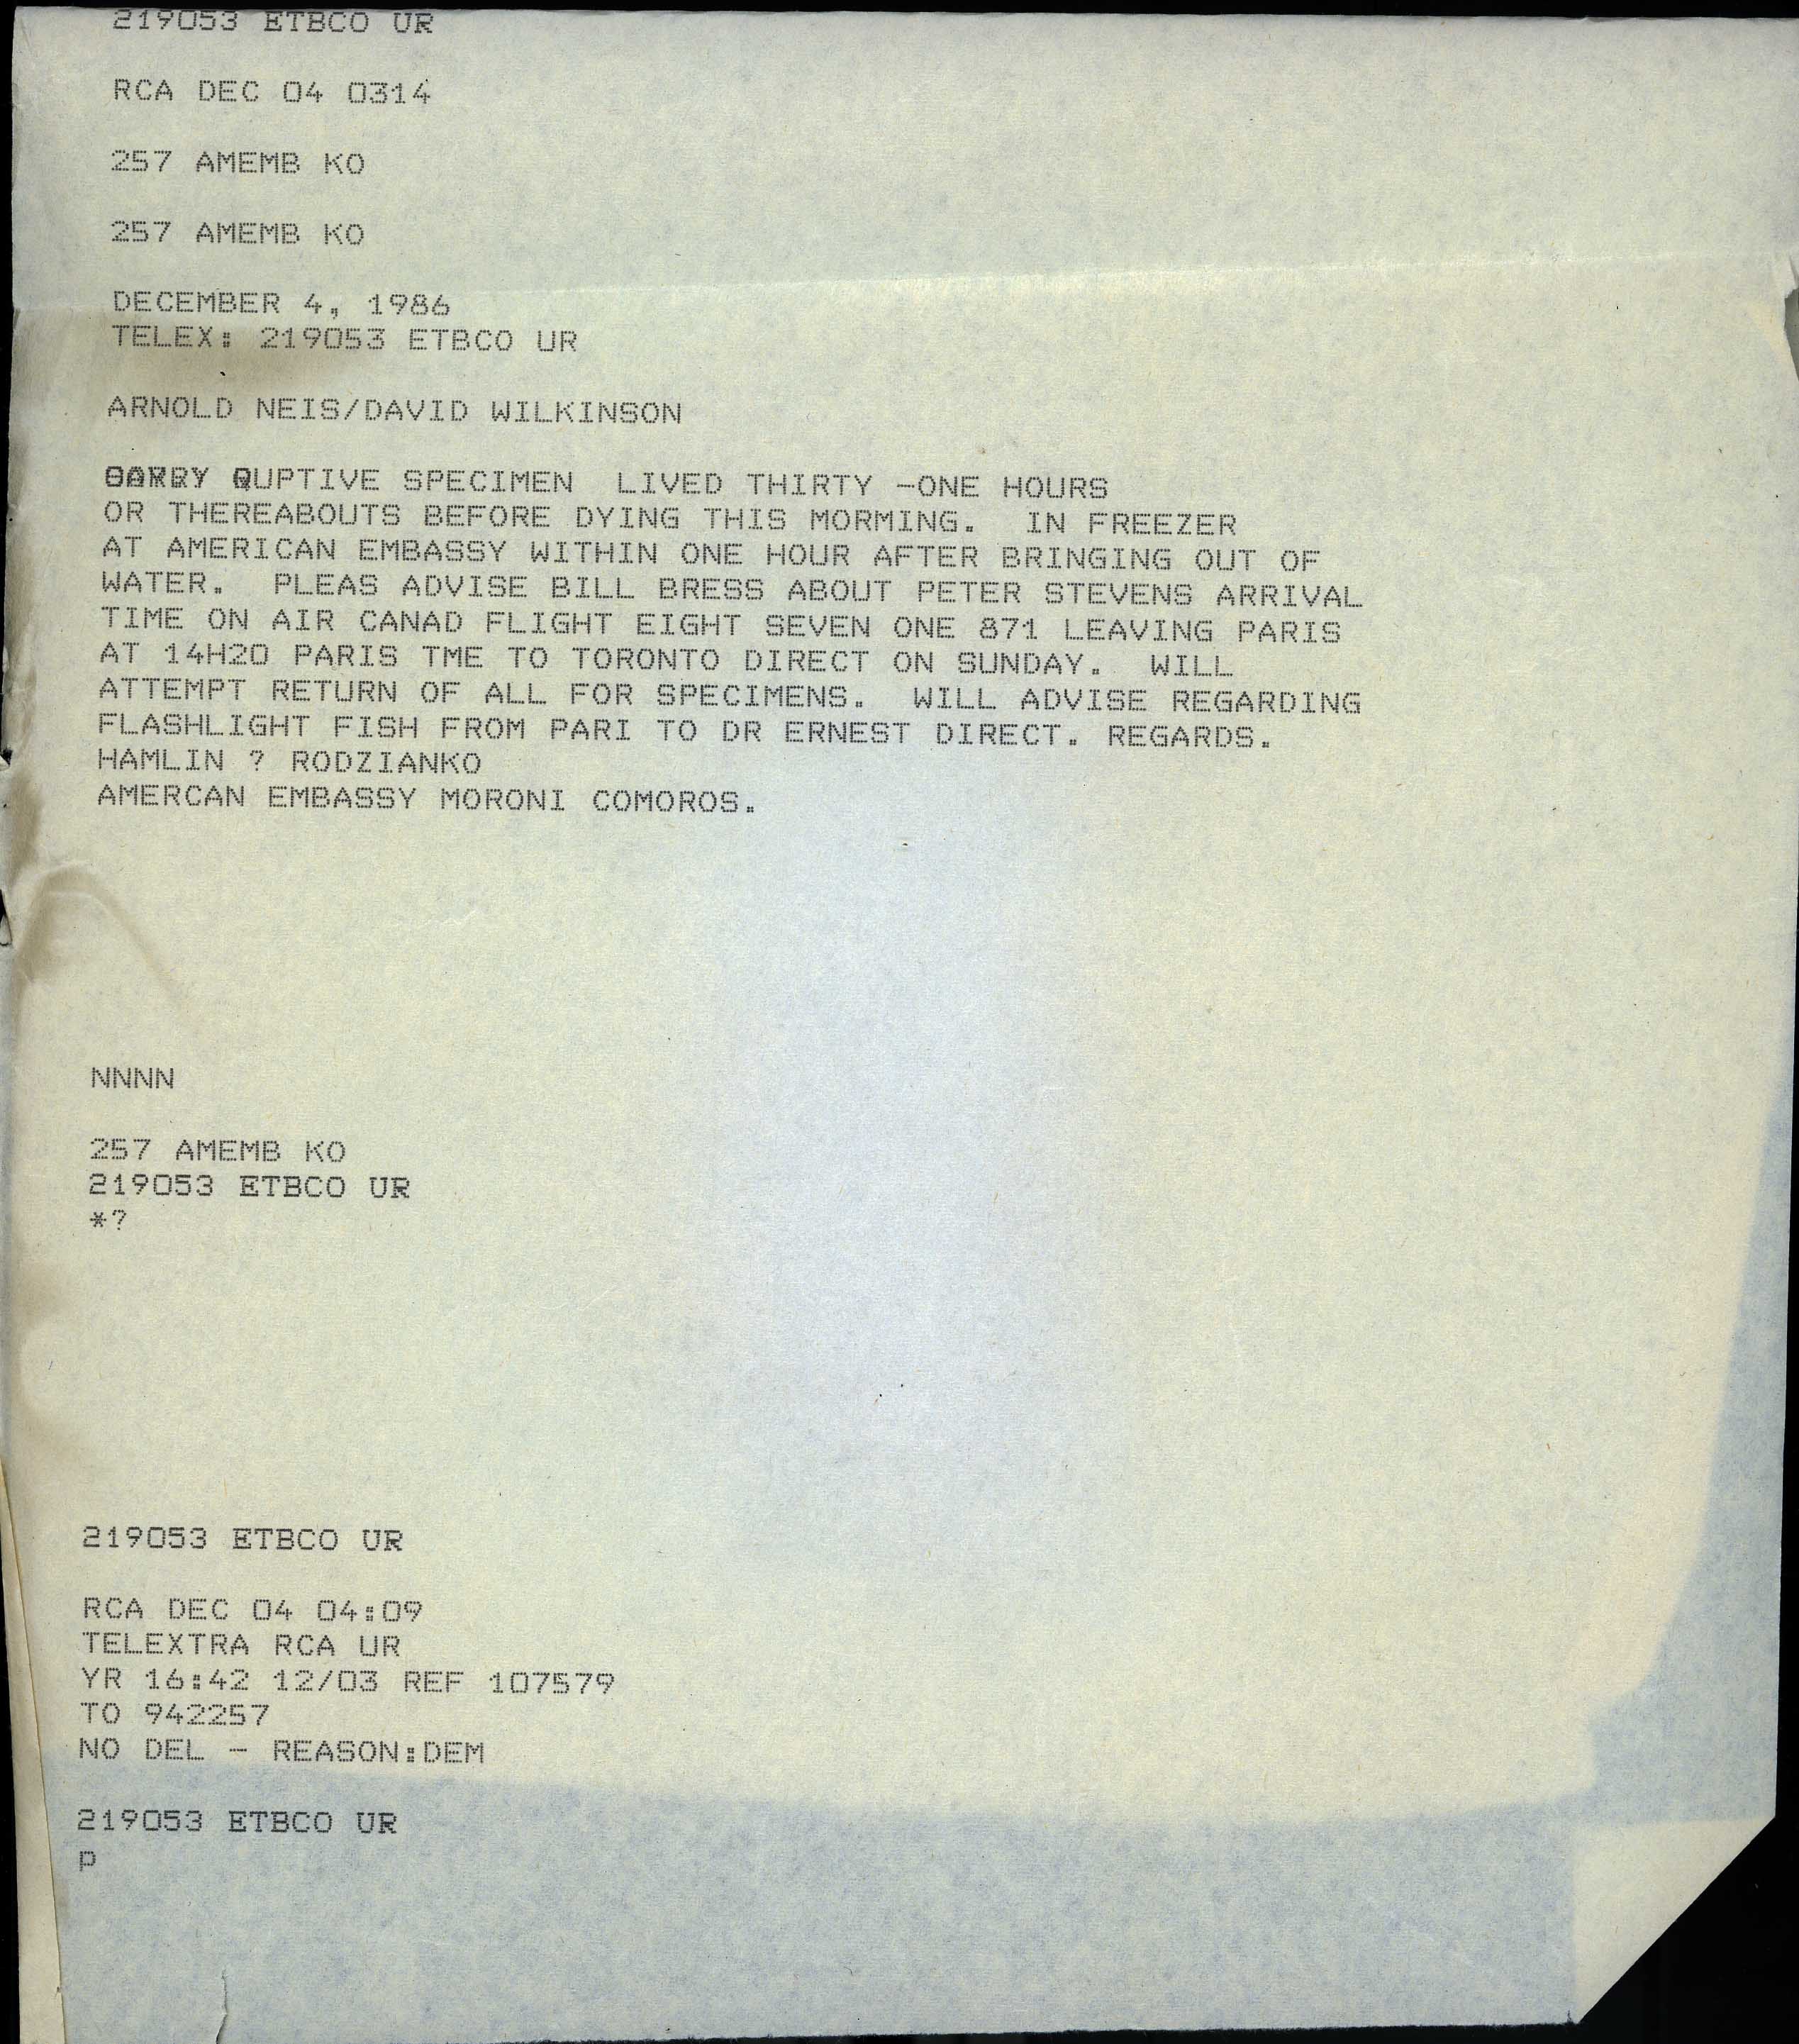 219053 ETBCO UR
RCA DEC 04 0314
257 AMEMB KO
257 AMEMB KO
DECEMBER 4, 1986
TELEX: 219053 ETBCO UR
ARNOLD NEIS/DAVID WILKINSON
SPECIMEN LIVED THIRTY -ONE HOURS
OR THEREABOUTS BEFORE DYING THIS MORMING. IN FREEZER
AT AMERICAN EMBASSY WITHIN ONE HOUR AFTER BRINGING OUT OF
WATER. PLEAS ADVISE BILL BRESS ABOUT PETER STEVENS ARRIVAL
TIME ON AIR CANAD FLIGHT EIGHT SEVEN ONE 871 LEAVING PARIS
AT 14H20 PARIS TME TO TORONTO DIRECT ON SUNDAY. WILL
ATTEMPT RETURN OF ALL FOR SPECIMENS. WILL ADVISE REGARDING
FLASHLIGHT FISH FROM PARI TO DR ERNEST DIRECT. REGARDS.
HAMLIN ? RODZIANKO
AMERCAN EMBASSY MORONI COMOROS.
NNNN
257 AMEMB KO
219053 ETBCO UR
*?
219053 ETBCO UR
RCA DEC 04 04:09
TELEXTRA RCA UR
YR 16:42 12/03 REF 107579
TO 942257
NO DEL - REASON:DEM
219053 ETBCO UR
P